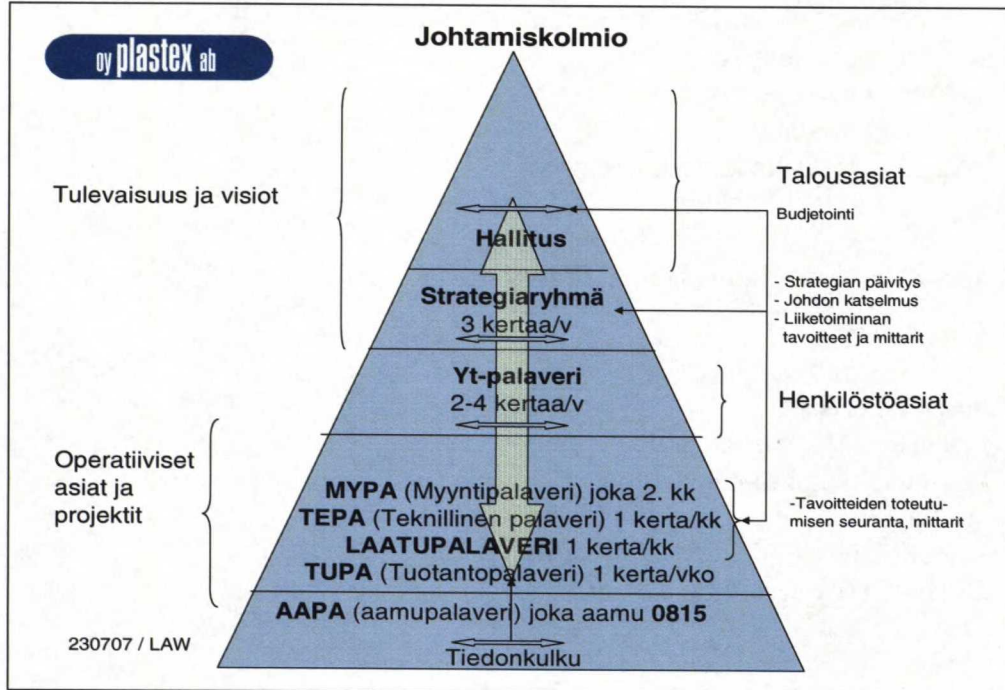 Johtamiskolmio
oy plastex ab
Tulevaisuus ja visiot
Talousasiat
Budjetointi
Hallitus
Strategiaryhmä
3 kertaa/v
- Strategian päivitys
- Johdon katselmus
- Liiketoiminnan
tavoitteet ja mittarit
Yt-palaveri
2-4 kertaa/v
Henkilöstöasiat
Operatiiviset
asiat ja
projektit
MYPA (Myyntipalaveri) joka 2. kk
TEPA (Teknillinen palaveri) 1 kerta/kk
LAATUPALAVERI 1 kerta/kk
TUPA (Tuotantopalaveri) 1 kerta/vko
-Tavoitteiden toteutu-
misen seuranta, mittarit
AAPA (aamupalaveri) joka aamu 0815
230707 / LAW
Tiedonkulku